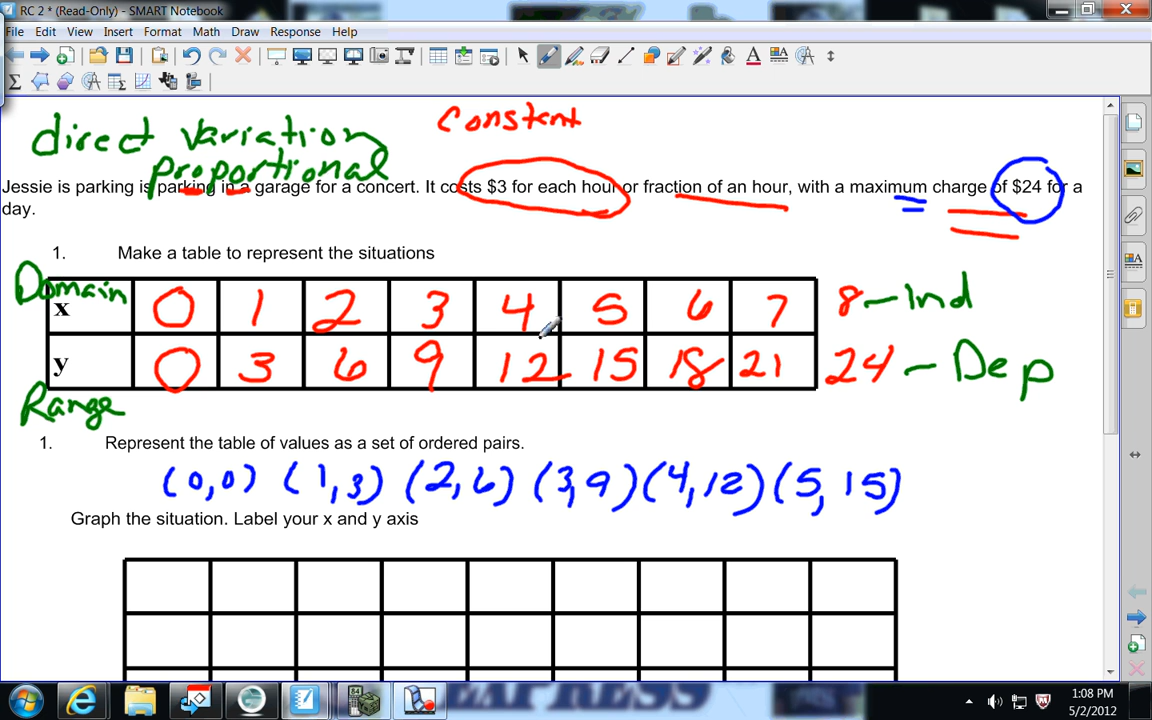 RC 2 * (Read-Only) - SMART Notebook
File Edit View Insert Format Math Draw Response Help
direct variation
constant
proportional
Jessie is parking is parking in a garage for a concert. It costs $3 for each hour or fraction of an hour, with a maximum charge of $24 for a
day.
1. Make a table to represent the situations
Domain
x 0 1 2 3 4 5 6 7 8 - Ind
y 0 3 6 9 12 15 18 21 24 - Dep
Range
1. Represent the table of values as a set of ordered pairs.
(0,0) (1,3) (2,6) (3,9) (4,12) (5,15)
Graph the situation. Label your x and y axis
EXPRESS
1:08 PM
5/2/2012